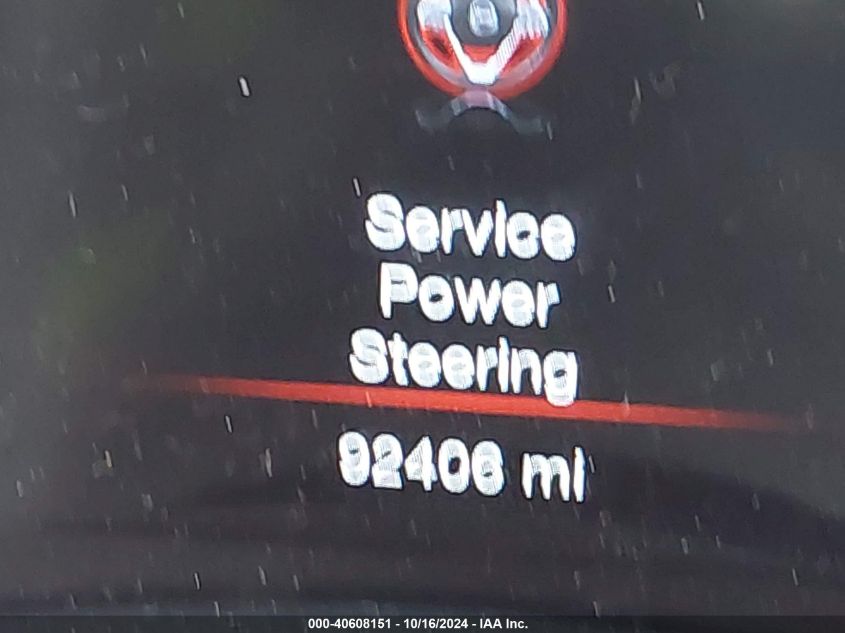 Service
Power
Steering
92406 mi
000-40608151 - 10/16/2024 - IAA Inc.